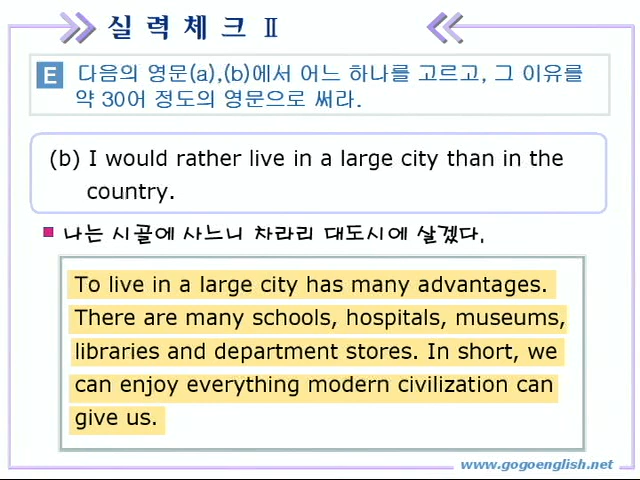 실 력 체 크 Ⅱ
E 다음의 영문(a),(b)에서 어느 하나를 고르고, 그 이유를
약 30어 정도의 영문으로 써라.
(b) I would rather live in a large city than in the
country.
나는 시골에 사느니 차라리 대도시에 살겠다.
To live in a large city has many advantages.
There are many schools, hospitals, museums,
libraries and department stores. In short, we
can enjoy everything modern civilization can
give us.
www.gogoenglish.net